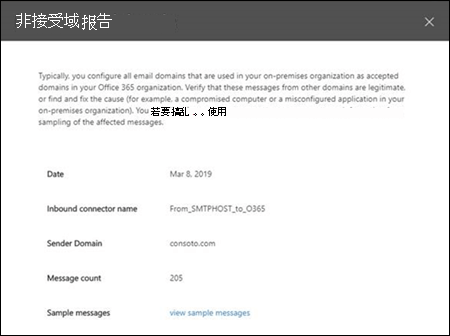 非接受域报告
Typically, you configure all email domains that are used in your on-premises organization as accepted
domains in your Office 365 organization. Verify that these messages from other domains are legitimate,
or find and fix the cause (for example, a compromised computer or a misconfigured application in your
on-premises organization). You 若要搞乱。。使用
sampling of the affected messages.
Date Mar 8, 2019
Inbound connector name From_SMTPHOST_to_O365
Sender Domain consoto.com
Message count 205
Sample messages view sample messages